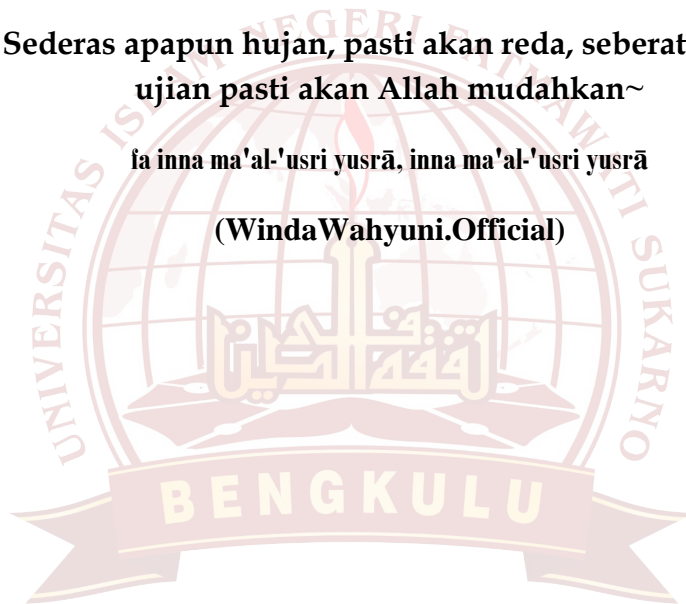 Sederas apapun hujan, pasti akan reda, seberat
ujian pasti akan Allah mudahkan~
fa inna ma'al-'usri yusrā, inna ma'al-'usri yusrā
(WindaWahyuni.Official)
UNIVERSITAS ISLAM NEGERI FATMAWATI SUKARNO
BENGKULU